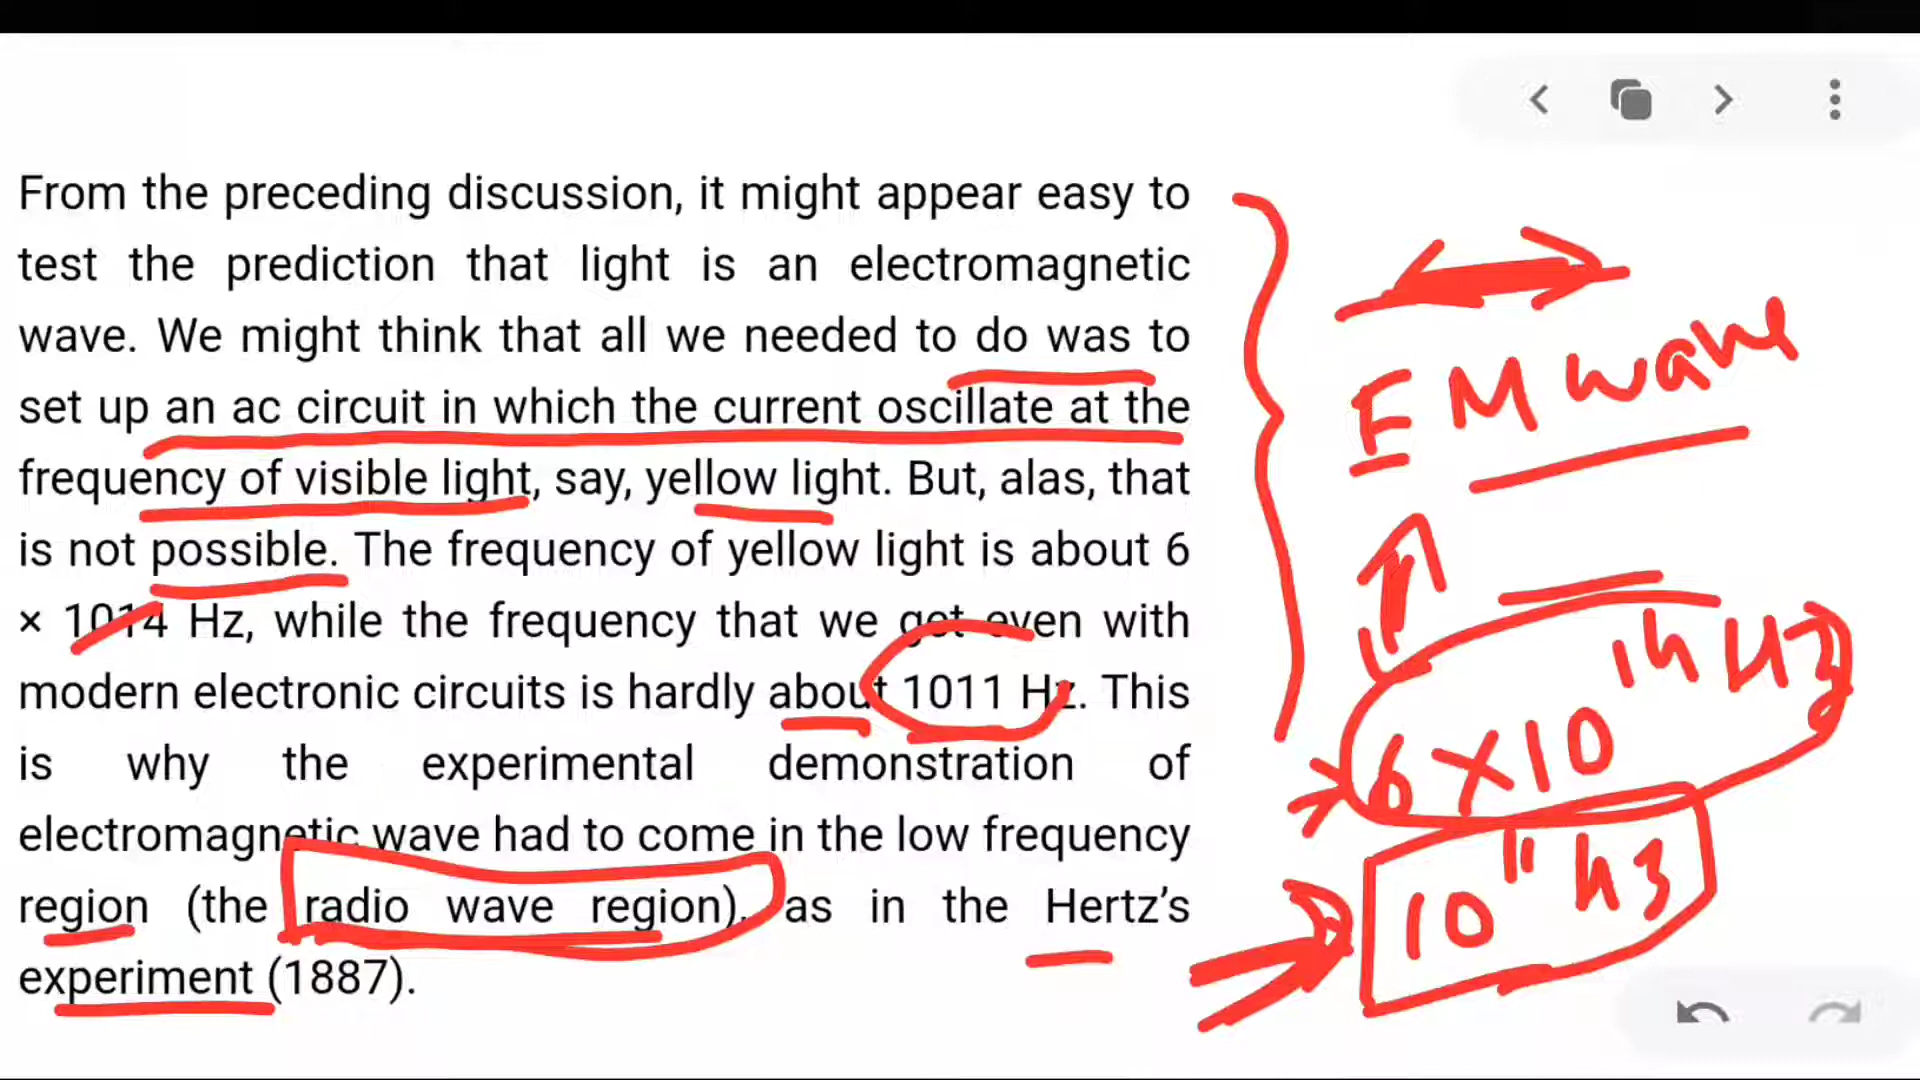 From the preceding discussion, it might appear easy to
test the prediction that light is an electromagnetic
wave. We might think that all we needed to do was to
set up an ac circuit in which the current oscillate at the
frequency of visible light, say, yellow light. But, alas, that
is not possible. The frequency of yellow light is about 6
× 1014 Hz, while the frequency that we get even with
modern electronic circuits is hardly about 1011 Hz. This
is why the experimental demonstration of
electromagnetic wave had to come in the low frequency
region (the radio wave region), as in the Hertz’s
experiment (1887).
EM wave
6 × 10 14 Hz
10 11 hz